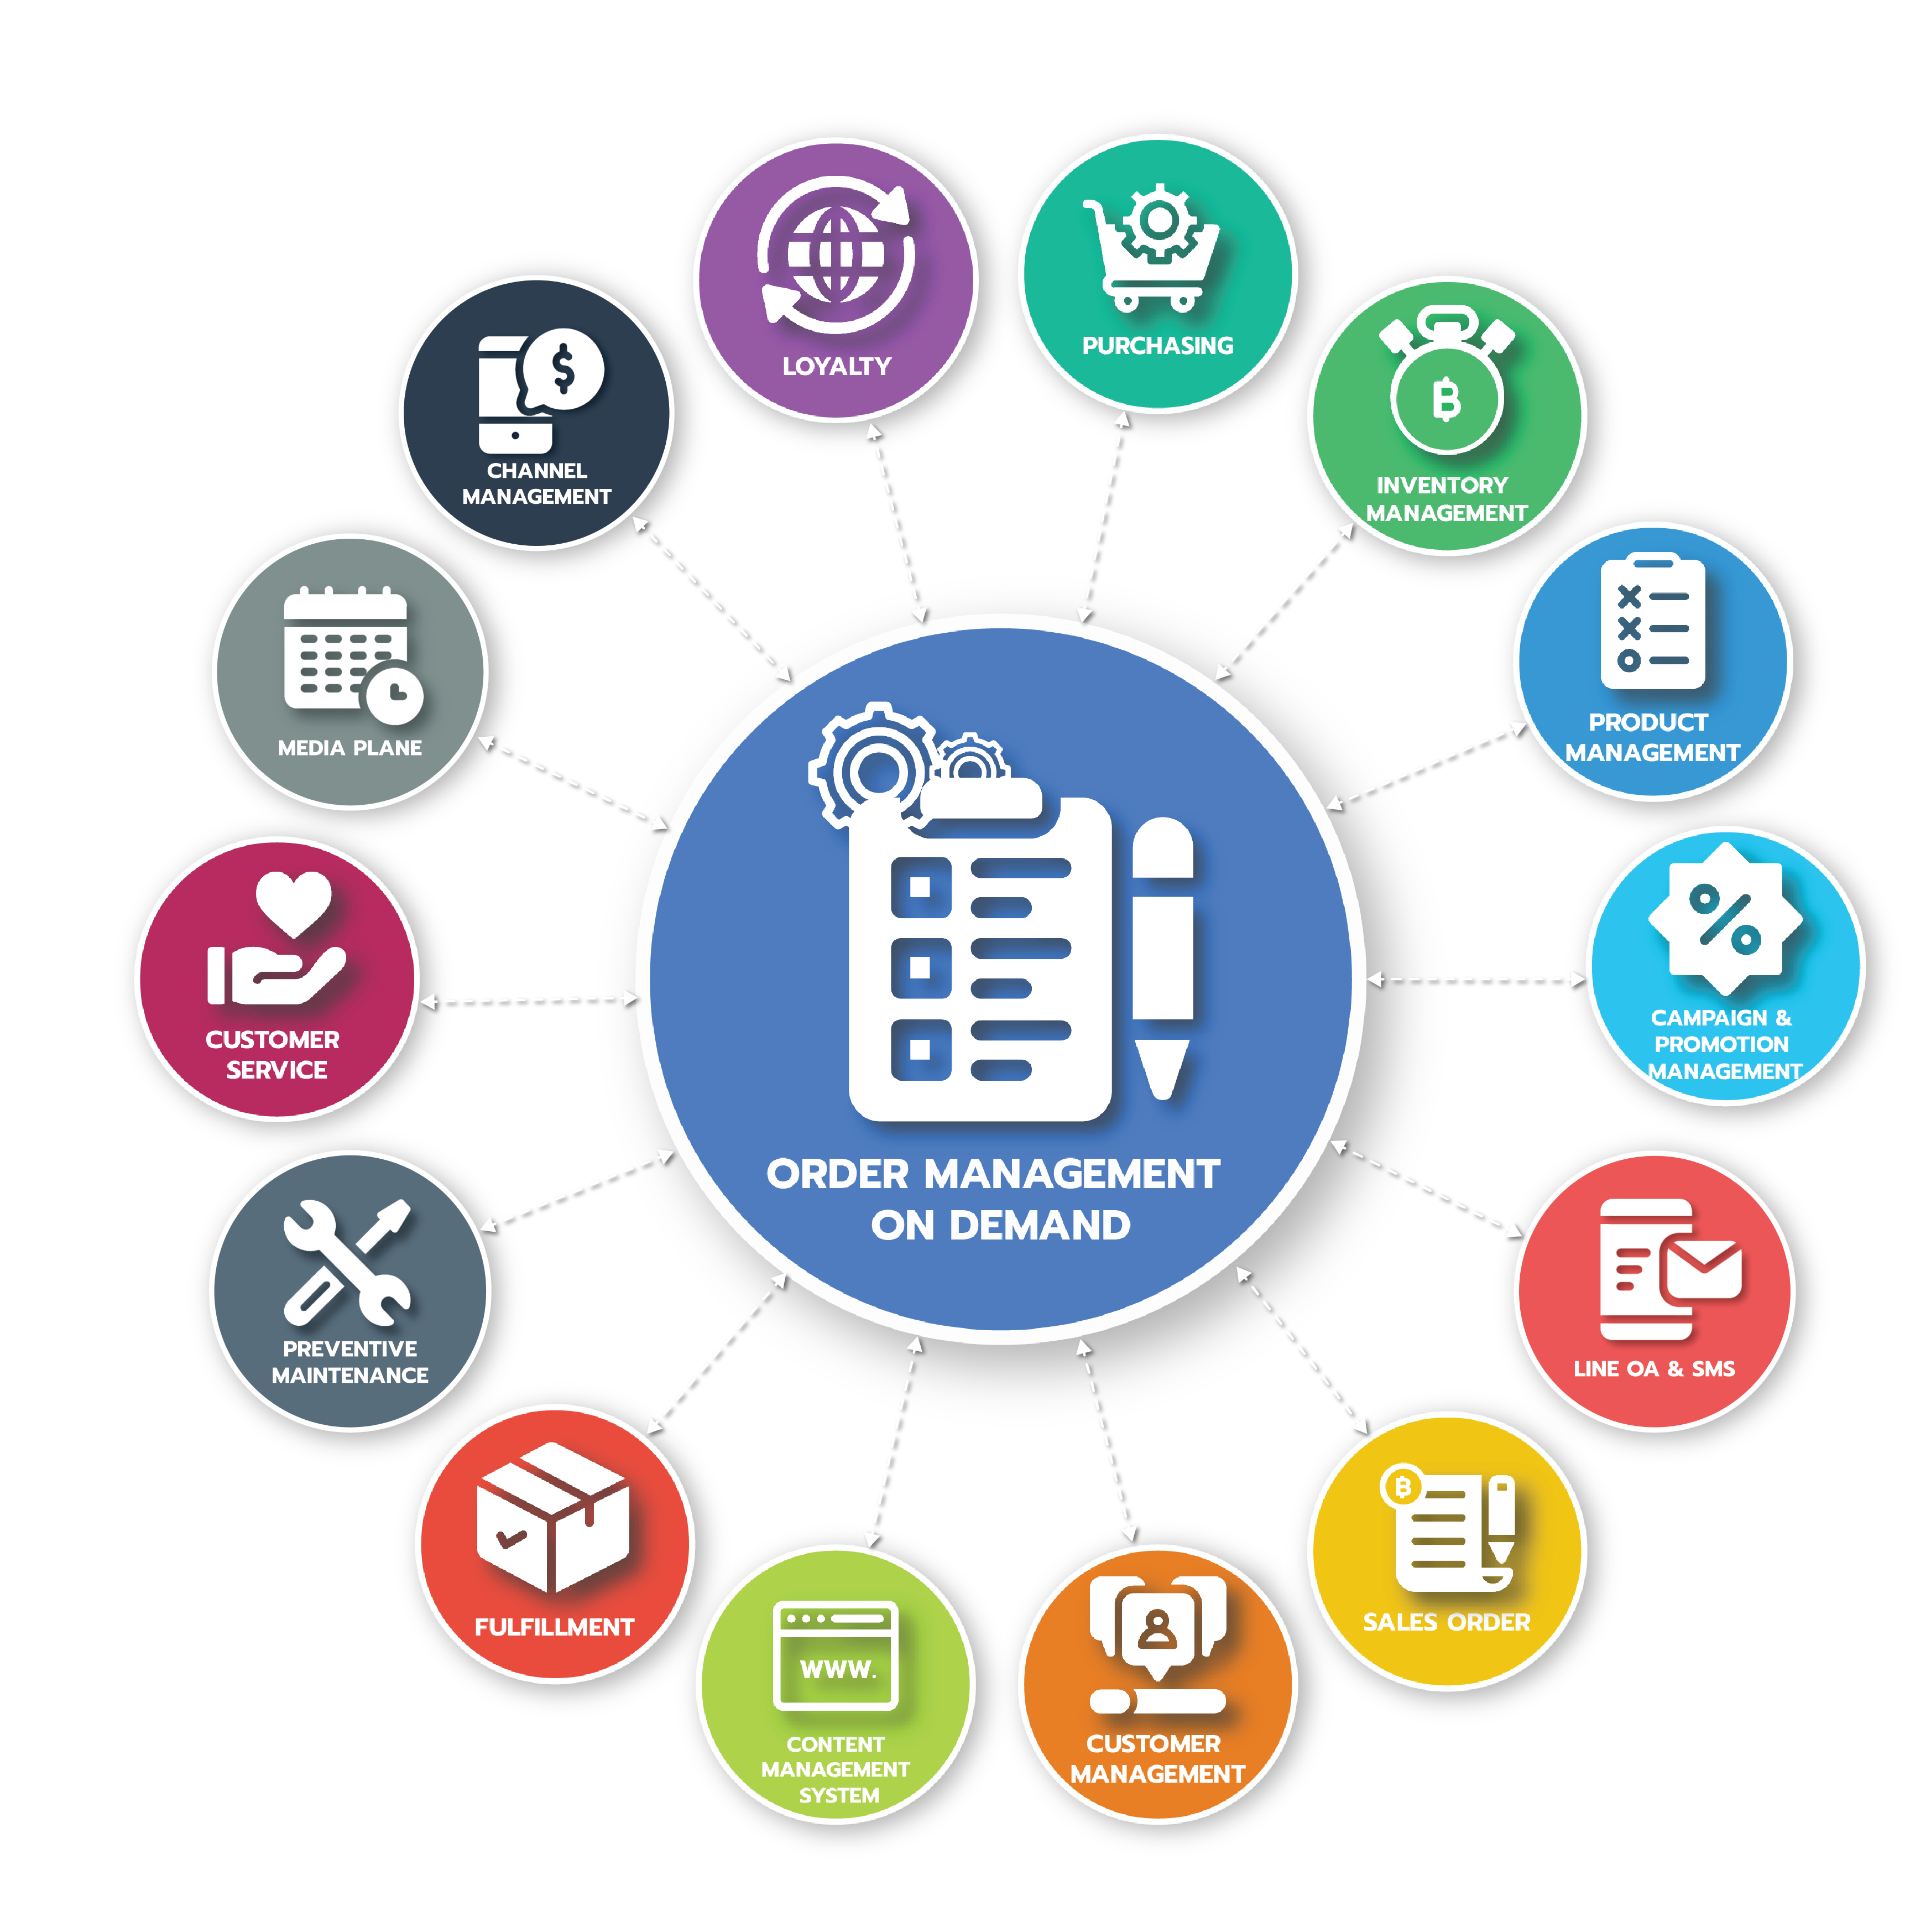 LOYALTY
PURCHASING
$
CHANNEL
MANAGEMENT
฿
INVENTORY
MANAGEMENT
MEDIA PLANE
PRODUCT
MANAGEMENT
CUSTOMER
SERVICE
%
CAMPAIGN &
PROMOTION
MANAGEMENT
ORDER MANAGEMENT
ON DEMAND
PREVENTIVE
MAINTENANCE
LINE OA & SMS
FULFILLMENT
฿
SALES ORDER
WWW.
CONTENT
MANAGEMENT
SYSTEM
CUSTOMER
MANAGEMENT